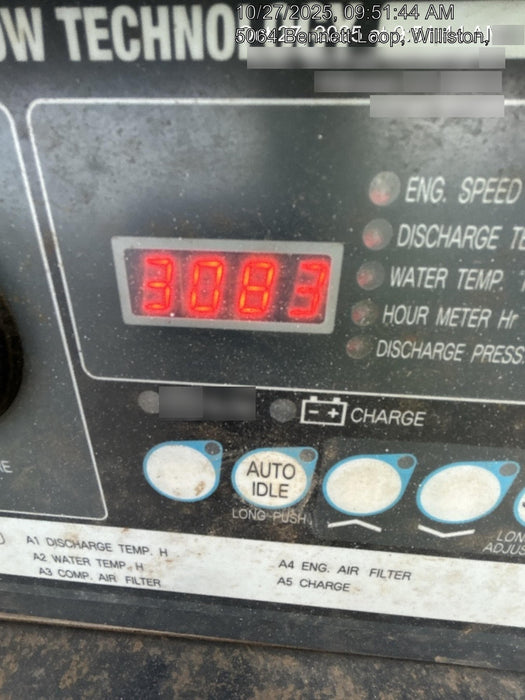 10/27/2025, 09:51:44 AM
5064 Bennett Loop, Williston,
OW TECHNO
ENG. SPEED
DISCHARGE TE
3083
WATER TEMP.
HOUR METER Hr
DISCHARGE PRESS.
- + CHARGE
AUTO
IDLE
LONG PUSH
LON
ADJUS
A1 DISCHARGE TEMP. H
A2 WATER TEMP. H
A3 COMP. AIR FILTER
A4 ENG. AIR FILTER
A5 CHARGE